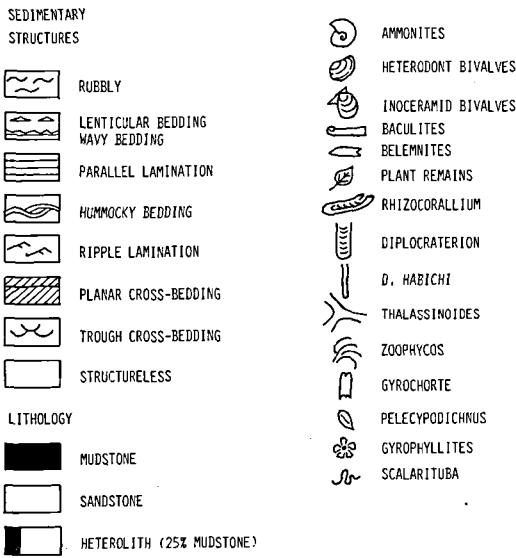 SEDIMENTARY
STRUCTURES
RUBBLY
LENTICULAR BEDDING
WAVY BEDDING
PARALLEL LAMINATION
HUMMOCKY BEDDING
RIPPLE LAMINATION
PLANAR CROSS-BEDDING
TROUGH CROSS-BEDDING
STRUCTURELESS
LITHOLOGY
MUDSTONE
SANDSTONE
HETEROLITH (25% MUDSTONE)
AMMONITES
HETERODONT BIVALVES
INOCERAMID BIVALVES
BACULITES
BELEMNITES
PLANT REMAINS
RHIZOCORALLIUM
DIPLOCRATERION
D. HABICHI
THALASSINOIDES
ZOOPHYCOS
GYROCHORTE
PELECYPODICHNUS
GYROPHYLLITES
SCALARITUBA